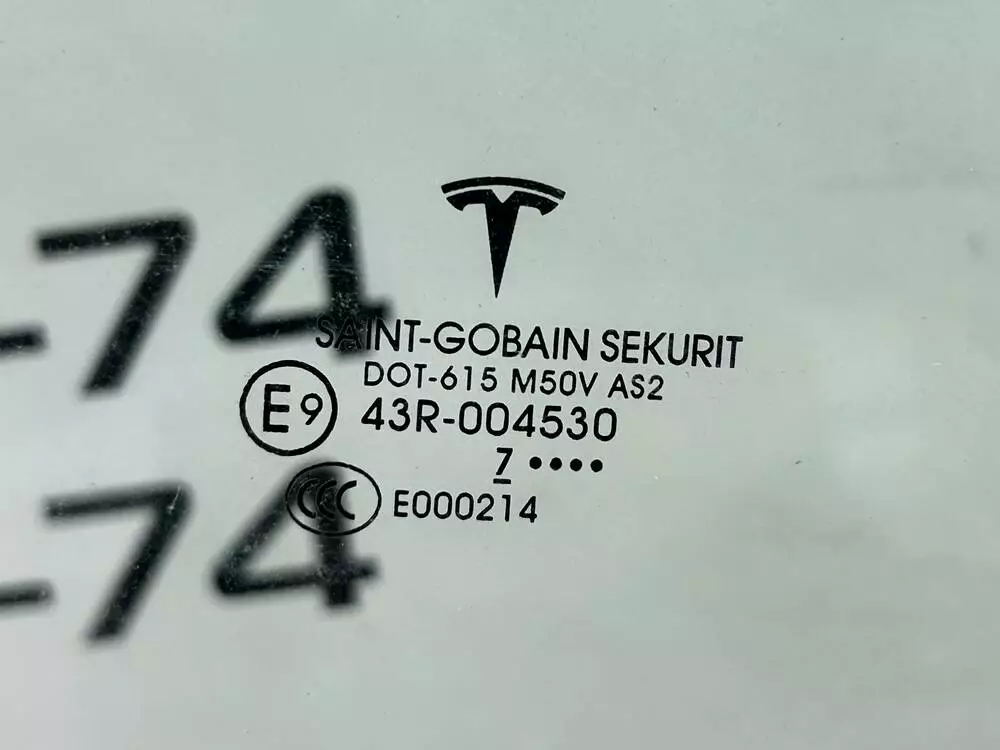 -74
SAINT-GOBAIN SEKURIT
DOT-615 M50V AS2
E9 43R-004530
7 ••••
CCC E000214
-74